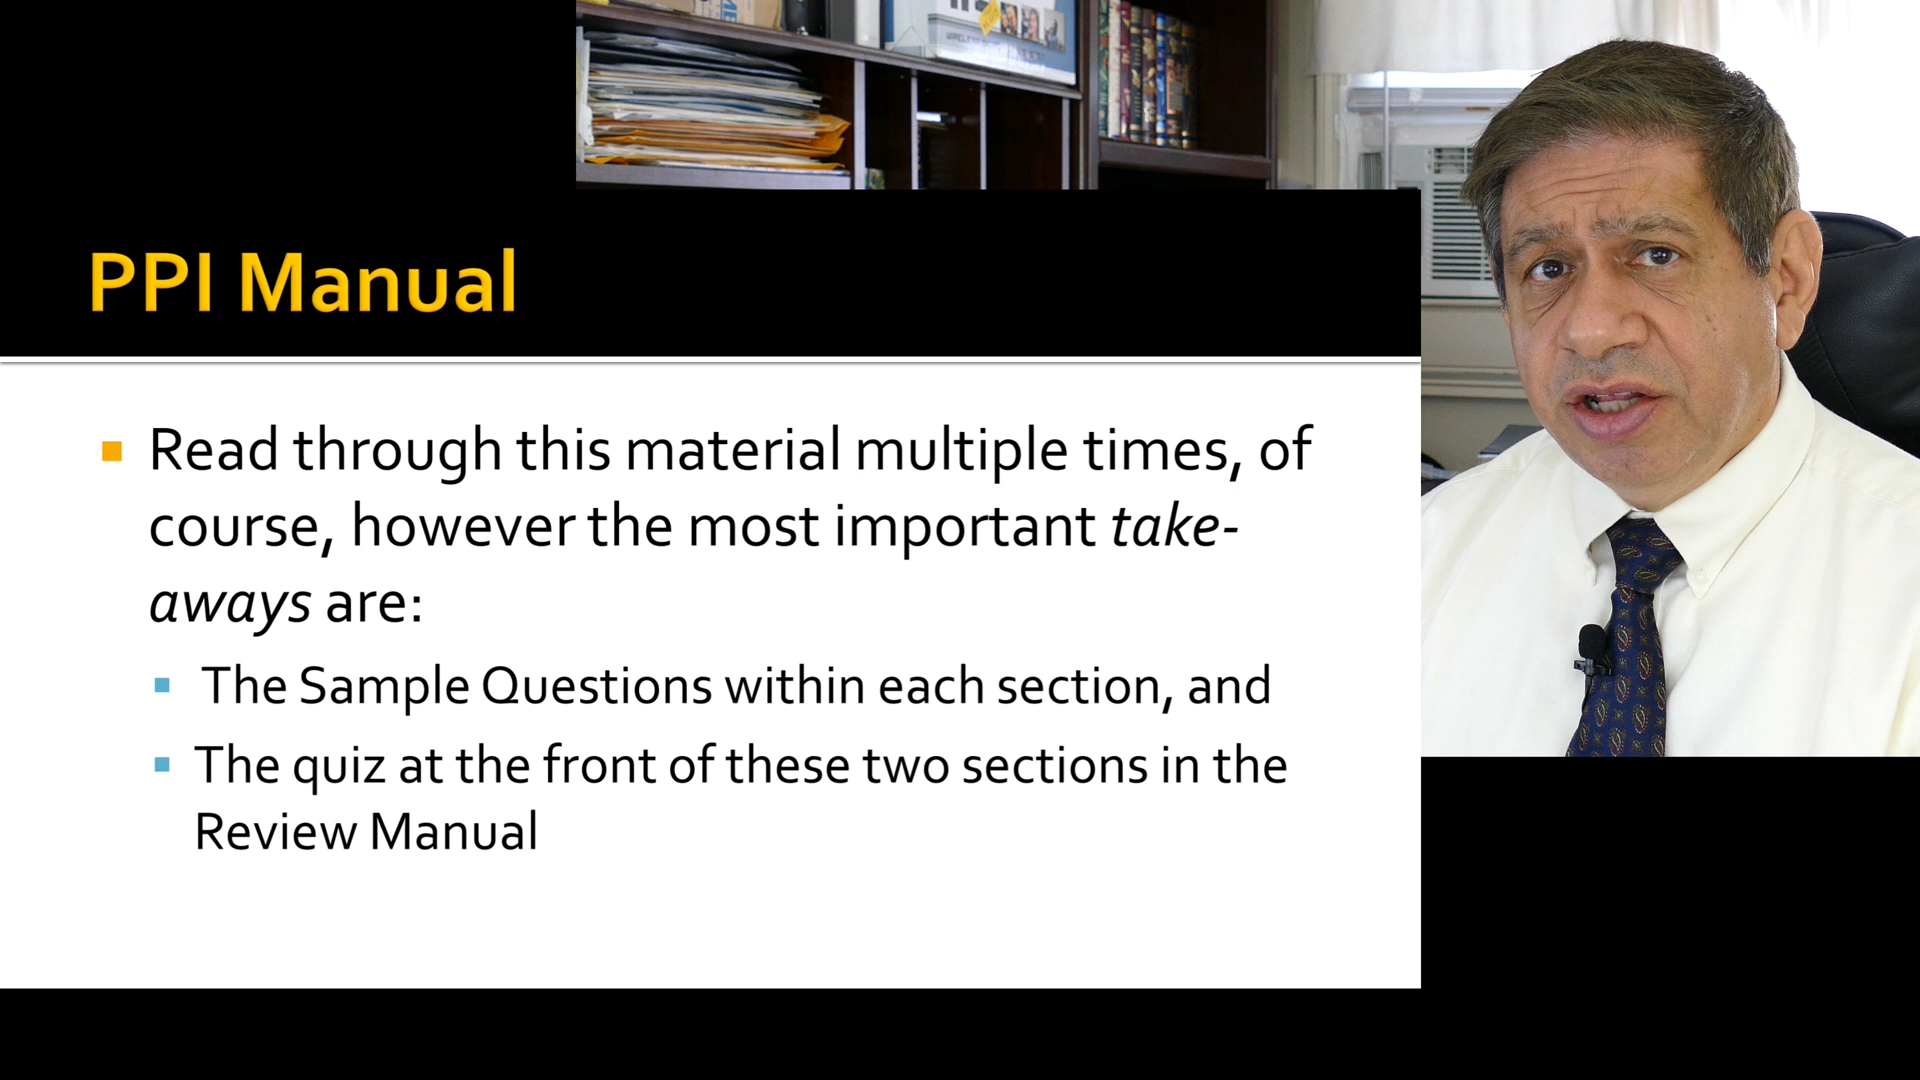 PPI Manual
Read through this material multiple times, of
course, however the most important take-
aways are:
The Sample Questions within each section, and
The quiz at the front of these two sections in the
Review Manual